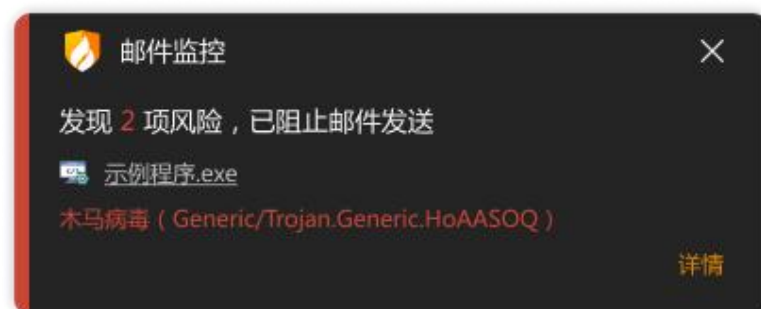 邮件监控
发现 2 项风险，已阻止邮件发送
示例程序.exe
木马病毒（Generic/Trojan.Generic.HoAASOQ）
详情